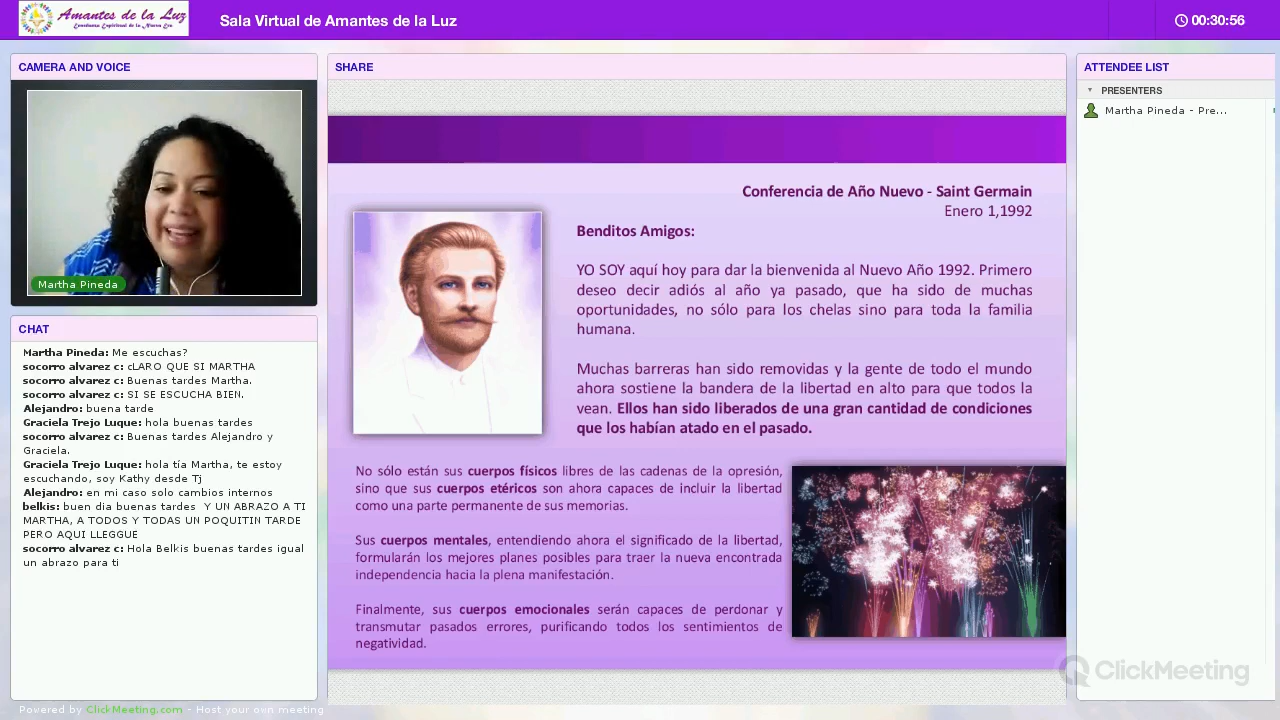 Amantes de la Luz
Enseñanza Espiritual de la Nueva Era
Sala Virtual de Amantes de la Luz
00:30:56
CAMERA AND VOICE
Martha Pineda
CHAT
Martha Pineda: Me escuchas?
socorro alvarez c: cLARO QUE SI MARTHA
socorro alvarez c: Buenas tardes Martha.
socorro alvarez c: SI SE ESCUCHA BIEN.
Alejandro: buena tarde
Graciela Trejo Luque: hola buenas tardes
socorro alvarez c: Buenas tardes Alejandro y
Graciela.
Graciela Trejo Luque: hola tía Martha, te estoy
escuchando, soy Kathy desde Tj
Alejandro: en mi caso solo cambios internos
belkis: buen dia buenas tardes Y UN ABRAZO A TI
MARTHA, A TODOS Y TODAS UN POQUITIN TARDE
PERO AQUI LLEGGUE
socorro alvarez c: Hola Belkis buenas tardes igual
un abrazo para ti
SHARE
Conferencia de Año Nuevo - Saint Germain
Enero 1,1992
Benditos Amigos:
YO SOY aquí hoy para dar la bienvenida al Nuevo Año 1992. Primero
deseo decir adiós al año ya pasado, que ha sido de muchas
oportunidades, no sólo para los chelas sino para toda la familia
humana.
Muchas barreras han sido removidas y la gente de todo el mundo
ahora sostiene la bandera de la libertad en alto para que todos la
vean. Ellos han sido liberados de una gran cantidad de condiciones
que los habían atado en el pasado.
No sólo están sus cuerpos físicos libres de las cadenas de la opresión,
sino que sus cuerpos etéricos son ahora capaces de incluir la libertad
como una parte permanente de sus memorias.
Sus cuerpos mentales, entendiendo ahora el significado de la libertad,
formularán los mejores planes posibles para traer la nueva encontrada
independencia hacia la plena manifestación.
Finalmente, sus cuerpos emocionales serán capaces de perdonar y
transmutar pasados errores, purificando todos los sentimientos de
negatividad.
ATTENDEE LIST
PRESENTERS
Martha Pineda - Pre...
ClickMeeting
Powered by ClickMeeting.com - Host your own meeting